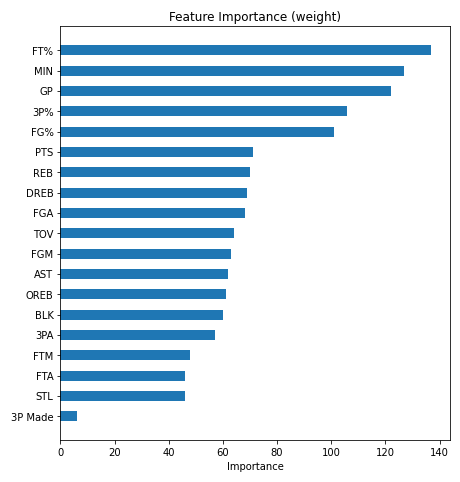 Feature Importance (weight)
FT%
MIN
GP
3P%
FG%
PTS
REB
DREB
FGA
TOV
FGM
AST
OREB
BLK
3PA
FTM
FTA
STL
3P Made
0 20 40 60 80 100 120 140
Importance